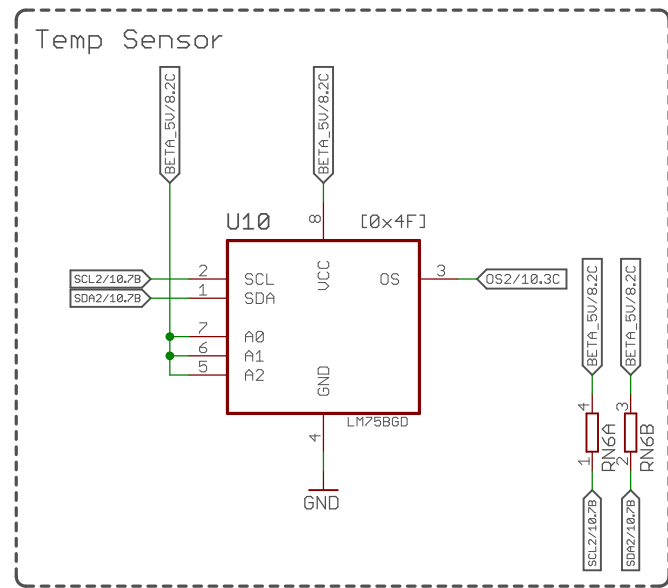 Temp Sensor
BETA_5V/8.2C
BETA_5V/8.2C
U10
8
[0x4F]
SCL2/10.7B
2
SCL
VCC
OS
3
OS2/10.3C
SDA2/10.7B
1
SDA
BETA_5V/8.2C
BETA_5V/8.2C
7
A0
6
A1
5
A2
GND
LM75BGD
4
4
RN6A
1
3
RN6B
2
GND
SCL2/10.7B
SDA2/10.7B